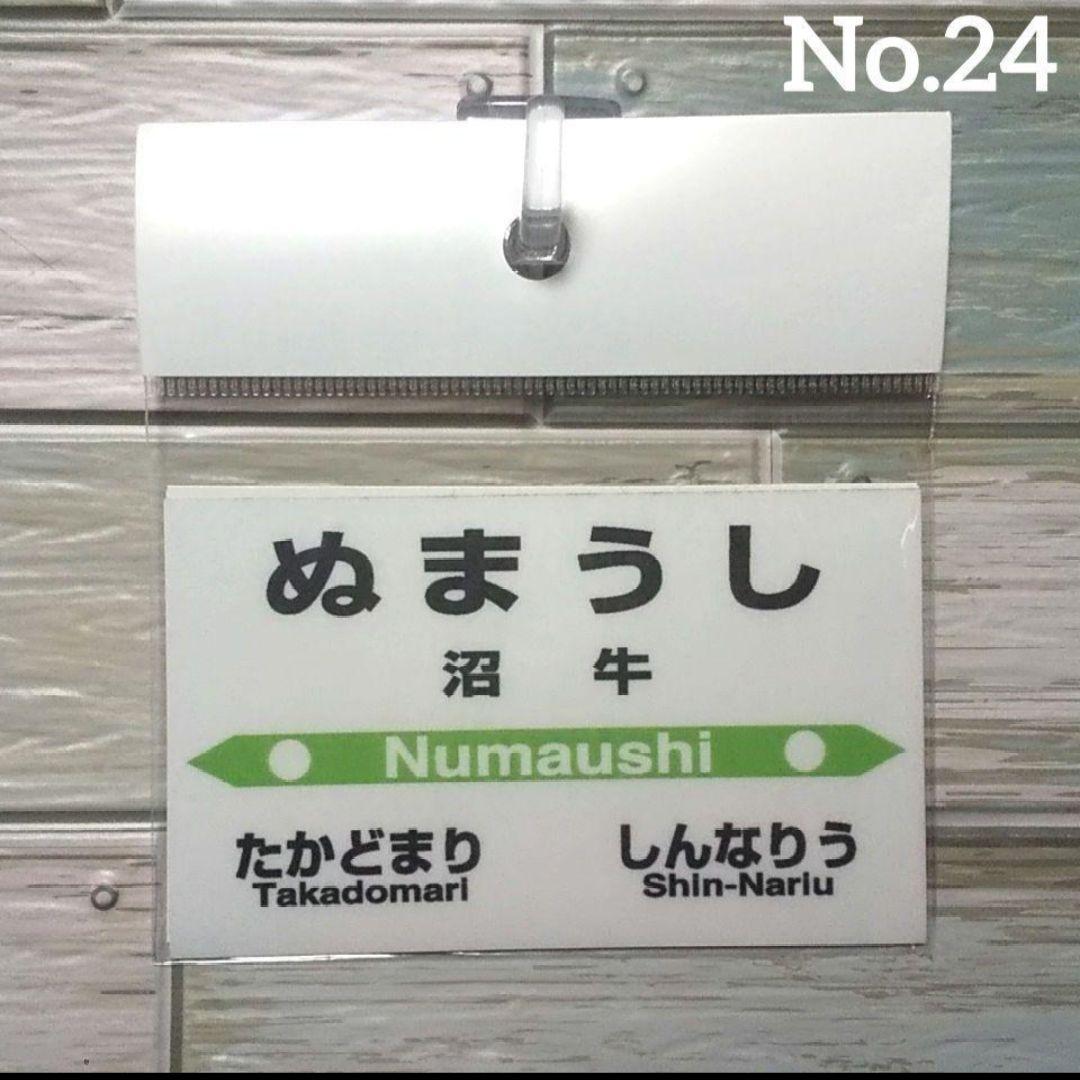 No.24
ぬまうし
沼牛
Numaushi
たかどまり
Takadomari
しんなりう
Shin-Nariu